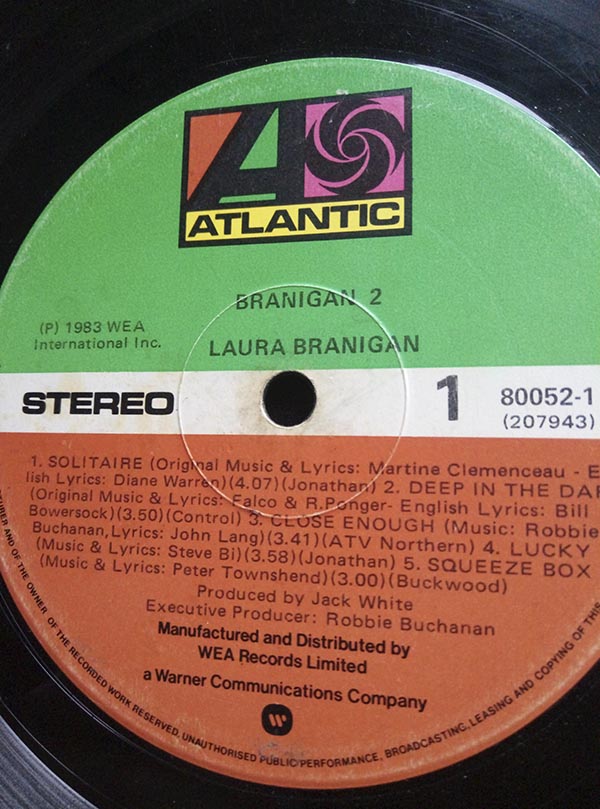 ATLANTIC
BRANIGAN 2
(P) 1983 WEA
International Inc.
LAURA BRANIGAN
STEREO
1
80052-1
(207943)
1. SOLITAIRE (Original Music & Lyrics: Martine Clemenceau - E
lish Lyrics: Diane Warren)(4.07)(Jonathan) 2. DEEP IN THE DAR
(Original Music & Lyrics: Falco & R.Ponger- English Lyrics: Bill
Bowersock)(3.50)(Control) 3. CLOSE ENOUGH (Music: Robbie
Buchanan,Lyrics: John Lang)(3.41)(ATV Northern) 4. LUCKY
(Music & Lyrics: Steve Bi)(3.58)(Jonathan) 5. SQUEEZE BOX
(Music & Lyrics: Peter Townshend)(3.00)(Buckwood)
Produced by Jack White
Executive Producer: Robbie Buchanan
Manufactured and Distributed by
WEA Records Limited
a Warner Communications Company
TURER AND OF THE OWNER OF THE RECORDED WORK RESERVED. UNAUTHORISED PUBLIC PERFORMANCE, BROADCASTING, LEASING AND COPYING OF THIS